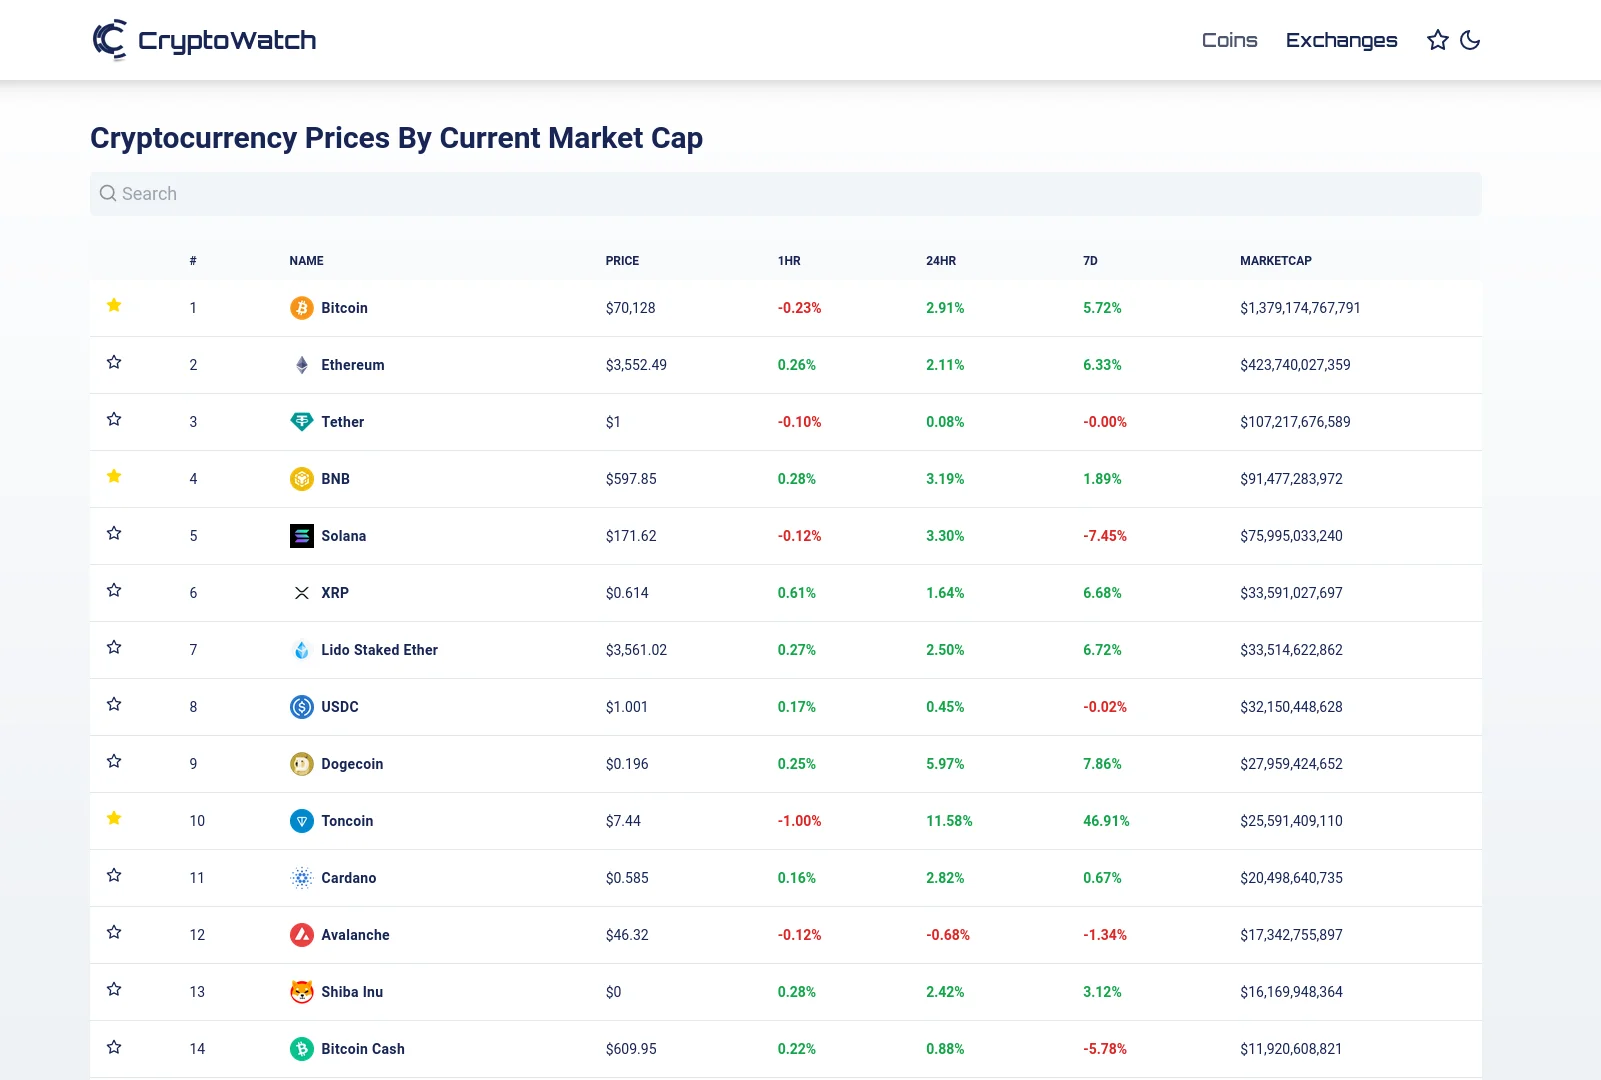 CryptoWatch
Coins Exchanges
Cryptocurrency Prices By Current Market Cap
Search
# NAME PRICE 1HR 24HR 7D MARKETCAP
1 Bitcoin $70,128 -0.23% 2.91% 5.72% $1,379,174,767,791
2 Ethereum $3,552.49 0.26% 2.11% 6.33% $423,740,027,359
3 Tether $1 -0.10% 0.08% -0.00% $107,217,676,589
4 BNB $597.85 0.28% 3.19% 1.89% $91,477,283,972
5 Solana $171.62 -0.12% 3.30% -7.45% $75,995,033,240
6 XRP $0.614 0.61% 1.64% 6.68% $33,591,027,697
7 Lido Staked Ether $3,561.02 0.27% 2.50% 6.72% $33,514,622,862
8 USDC $1.001 0.17% 0.45% -0.02% $32,150,448,628
9 Dogecoin $0.196 0.25% 5.97% 7.86% $27,959,424,652
10 Toncoin $7.44 -1.00% 11.58% 46.91% $25,591,409,110
11 Cardano $0.585 0.16% 2.82% 0.67% $20,498,640,735
12 Avalanche $46.32 -0.12% -0.68% -1.34% $17,342,755,897
13 Shiba Inu $0 0.28% 2.42% 3.12% $16,169,948,364
14 Bitcoin Cash $609.95 0.22% 0.88% -5.78% $11,920,608,821